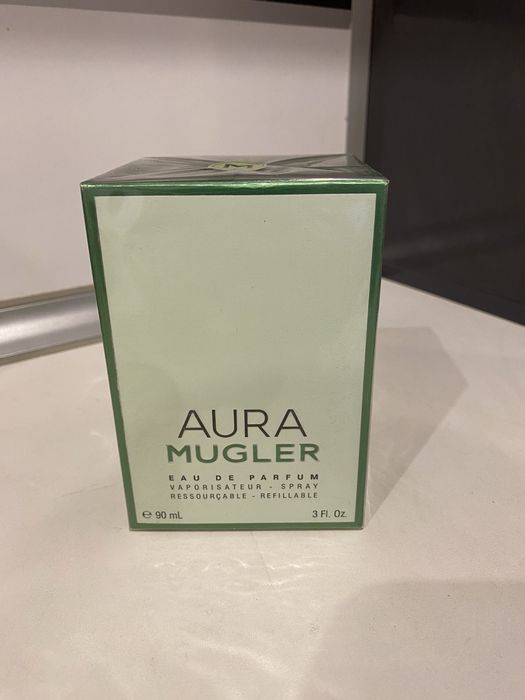 M
AURA
MUGLER
EAU DE PARFUM
VAPORISATEUR - SPRAY
RESSOURÇABLE - REFILLABLE
℮ 90 mL 3 Fl. Oz.